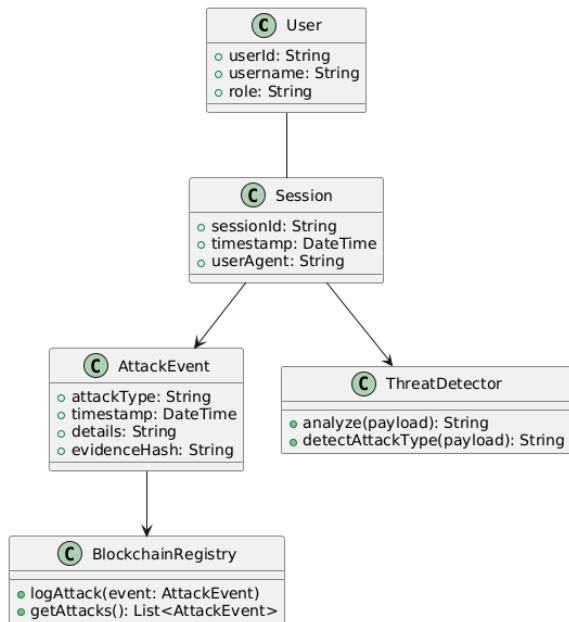 C User
userId: String
username: String
role: String
C Session
sessionId: String
timestamp: DateTime
userAgent: String
C AttackEvent
attackType: String
timestamp: DateTime
details: String
evidenceHash: String
C ThreatDetector
analyze(payload): String
detectAttackType(payload): String
C BlockchainRegistry
logAttack(event: AttackEvent)
getAttacks(): List<AttackEvent>